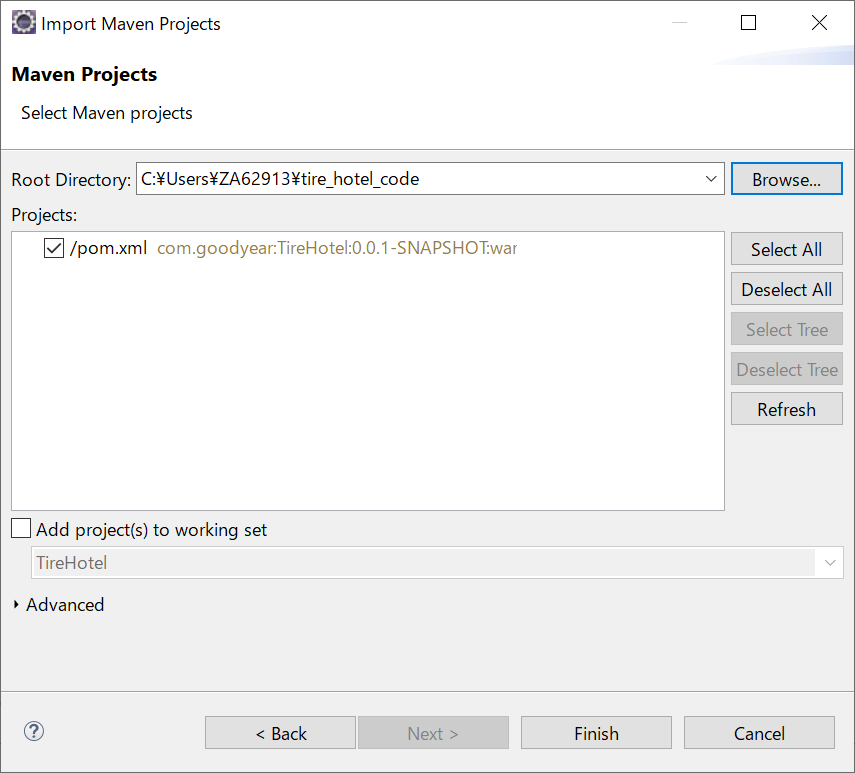 Import Maven Projects
Maven Projects
Select Maven projects
Root Directory: C:¥Users¥ZA62913¥tire_hotel_code Browse...
Projects:
/pom.xml com.goodyear:TireHotel:0.0.1-SNAPSHOT:war
Select All
Deselect All
Select Tree
Deselect Tree
Refresh
Add project(s) to working set
TireHotel
Advanced
? < Back Next > Finish Cancel